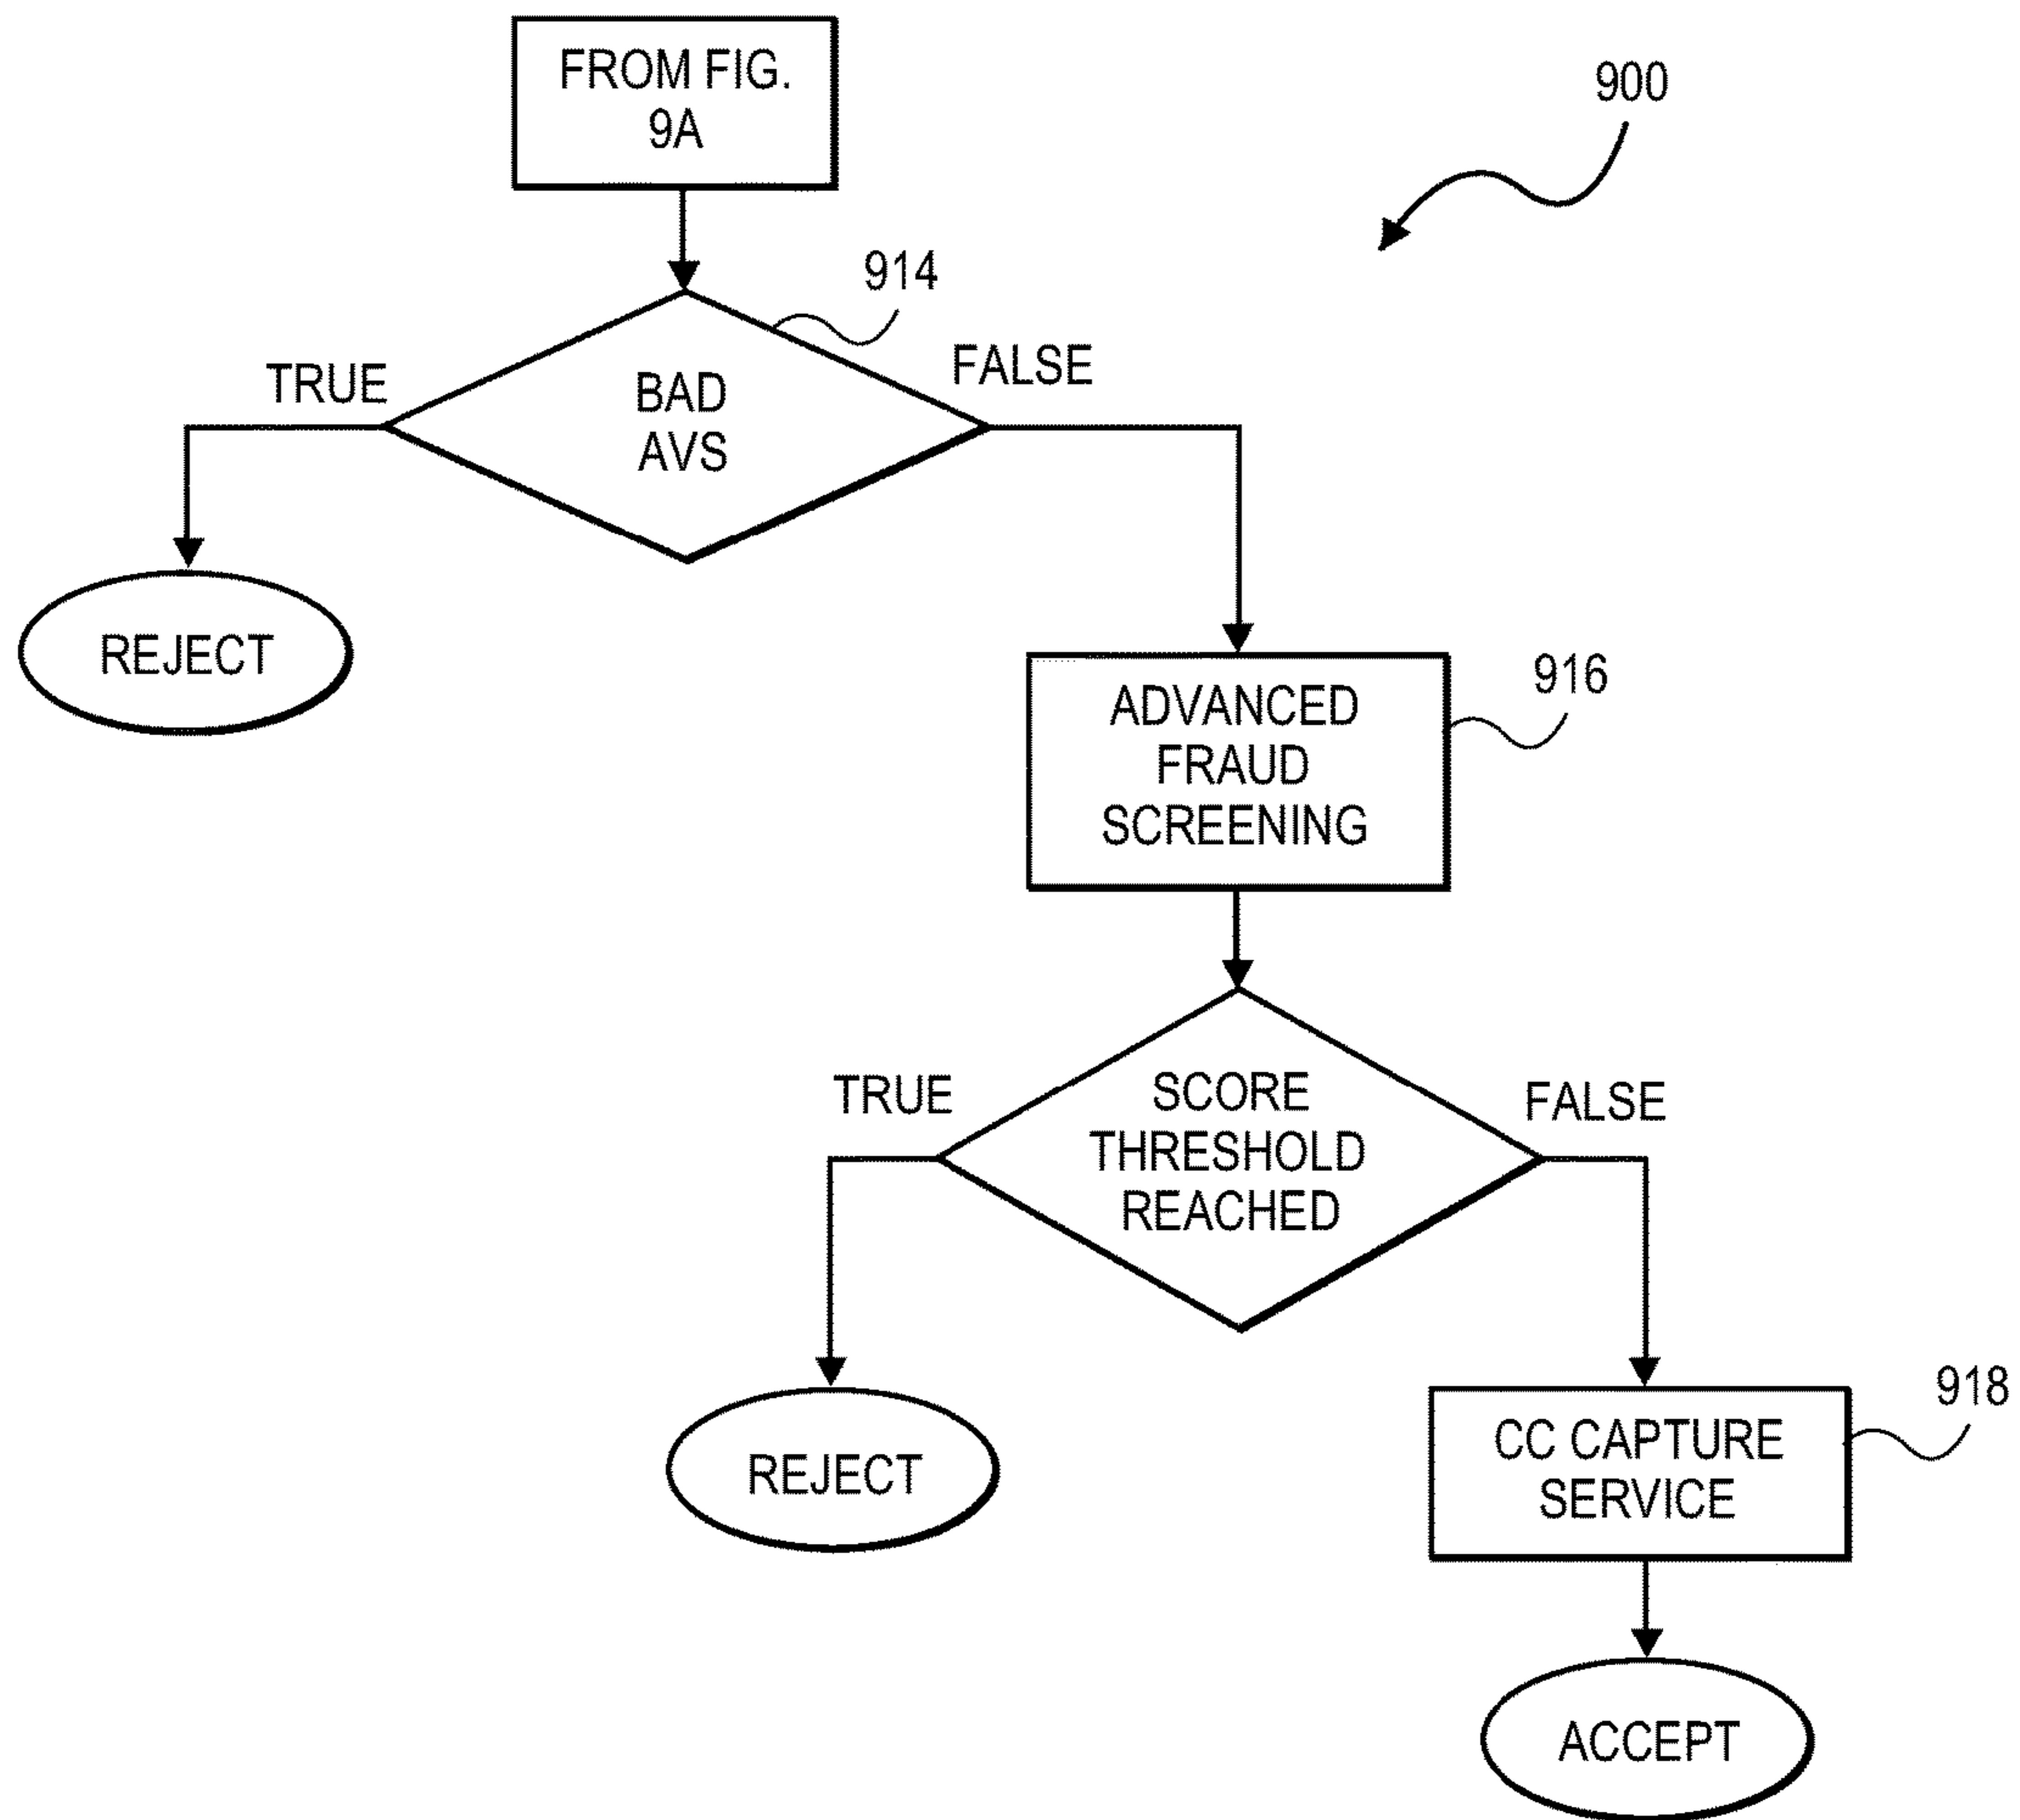 FROM FIG.
9A
900
914
TRUE
FALSE
BAD
AVS
REJECT
916
ADVANCED
FRAUD
SCREENING
TRUE
FALSE
SCORE
THRESHOLD
REACHED
918
REJECT
CC CAPTURE
SERVICE
ACCEPT